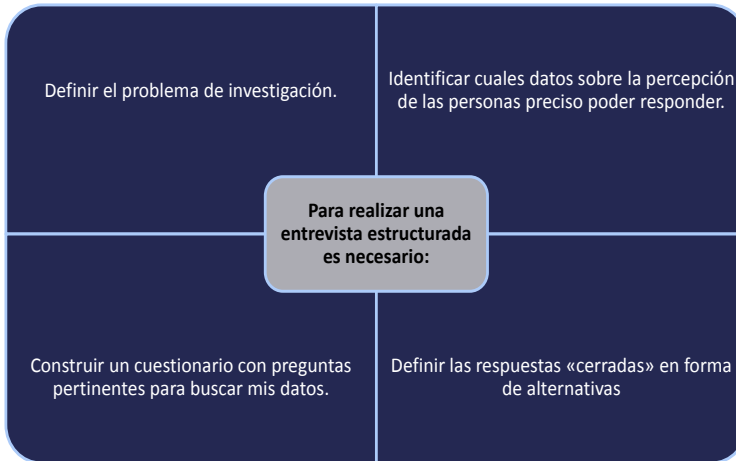 Definir el problema de investigación.
Identificar cuales datos sobre la percepción
de las personas preciso poder responder.
Para realizar una
entrevista estructurada
es necesario:
Construir un cuestionario con preguntas
pertinentes para buscar mis datos.
Definir las respuestas «cerradas» en forma
de alternativas